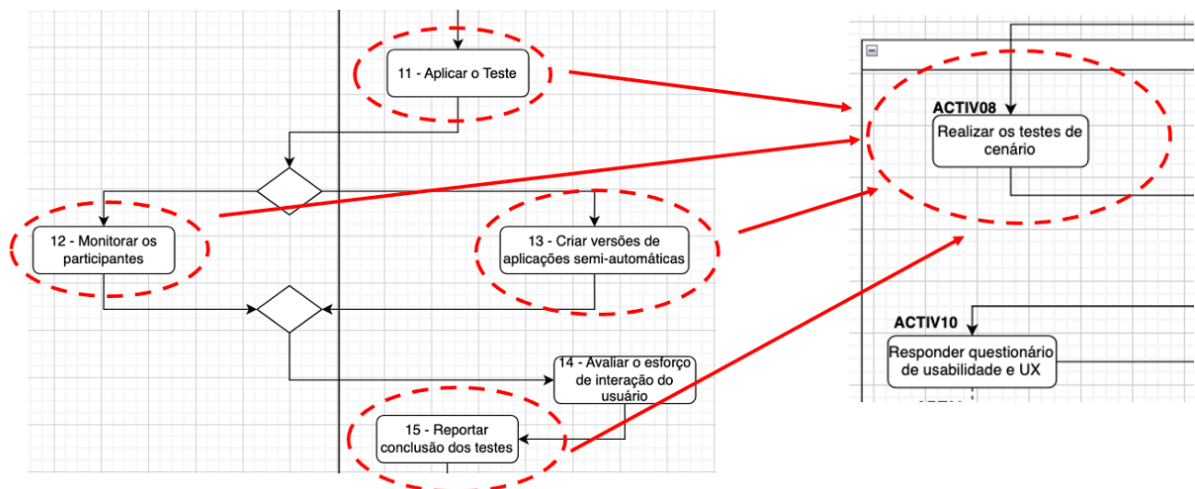 11 - Aplicar o Teste
12 - Monitorar os
participantes
13 - Criar versões de
aplicações semi-automáticas
14 - Avaliar o esforço
de interação do
usuário
15 - Reportar
conclusão dos testes
ACTIV08
Realizar os testes de
cenário
ACTIV10
Responder questionário
de usabilidade e UX